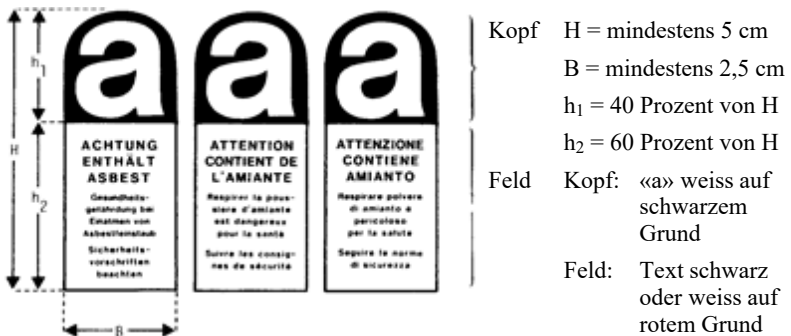 a
a
a
h1
H
h2
B
ACHTUNG
ENTHÄLT
ASBEST
Gesundheits-
gefährdung bei
Einatmen von
Asbestfeinstaub
Sicherheits-
vorschriften
beachten
ATTENTION
CONTIENT DE
L'AMIANTE
Respirer la pous-
sière d'amiante
est dangereux
pour la santé
Suivre les consig-
nes de sécurité
ATTENZIONE
CONTIENE
AMIANTO
Respirare polvere
di amianto è
pericoloso
per la salute
Seguire le norme
di sicurezza
Kopf H = mindestens 5 cm
B = mindestens 2,5 cm
h1 = 40 Prozent von H
h2 = 60 Prozent von H
Feld Kopf: «a» weiss auf
schwarzem
Grund
Feld: Text schwarz
oder weiss auf
rotem Grund